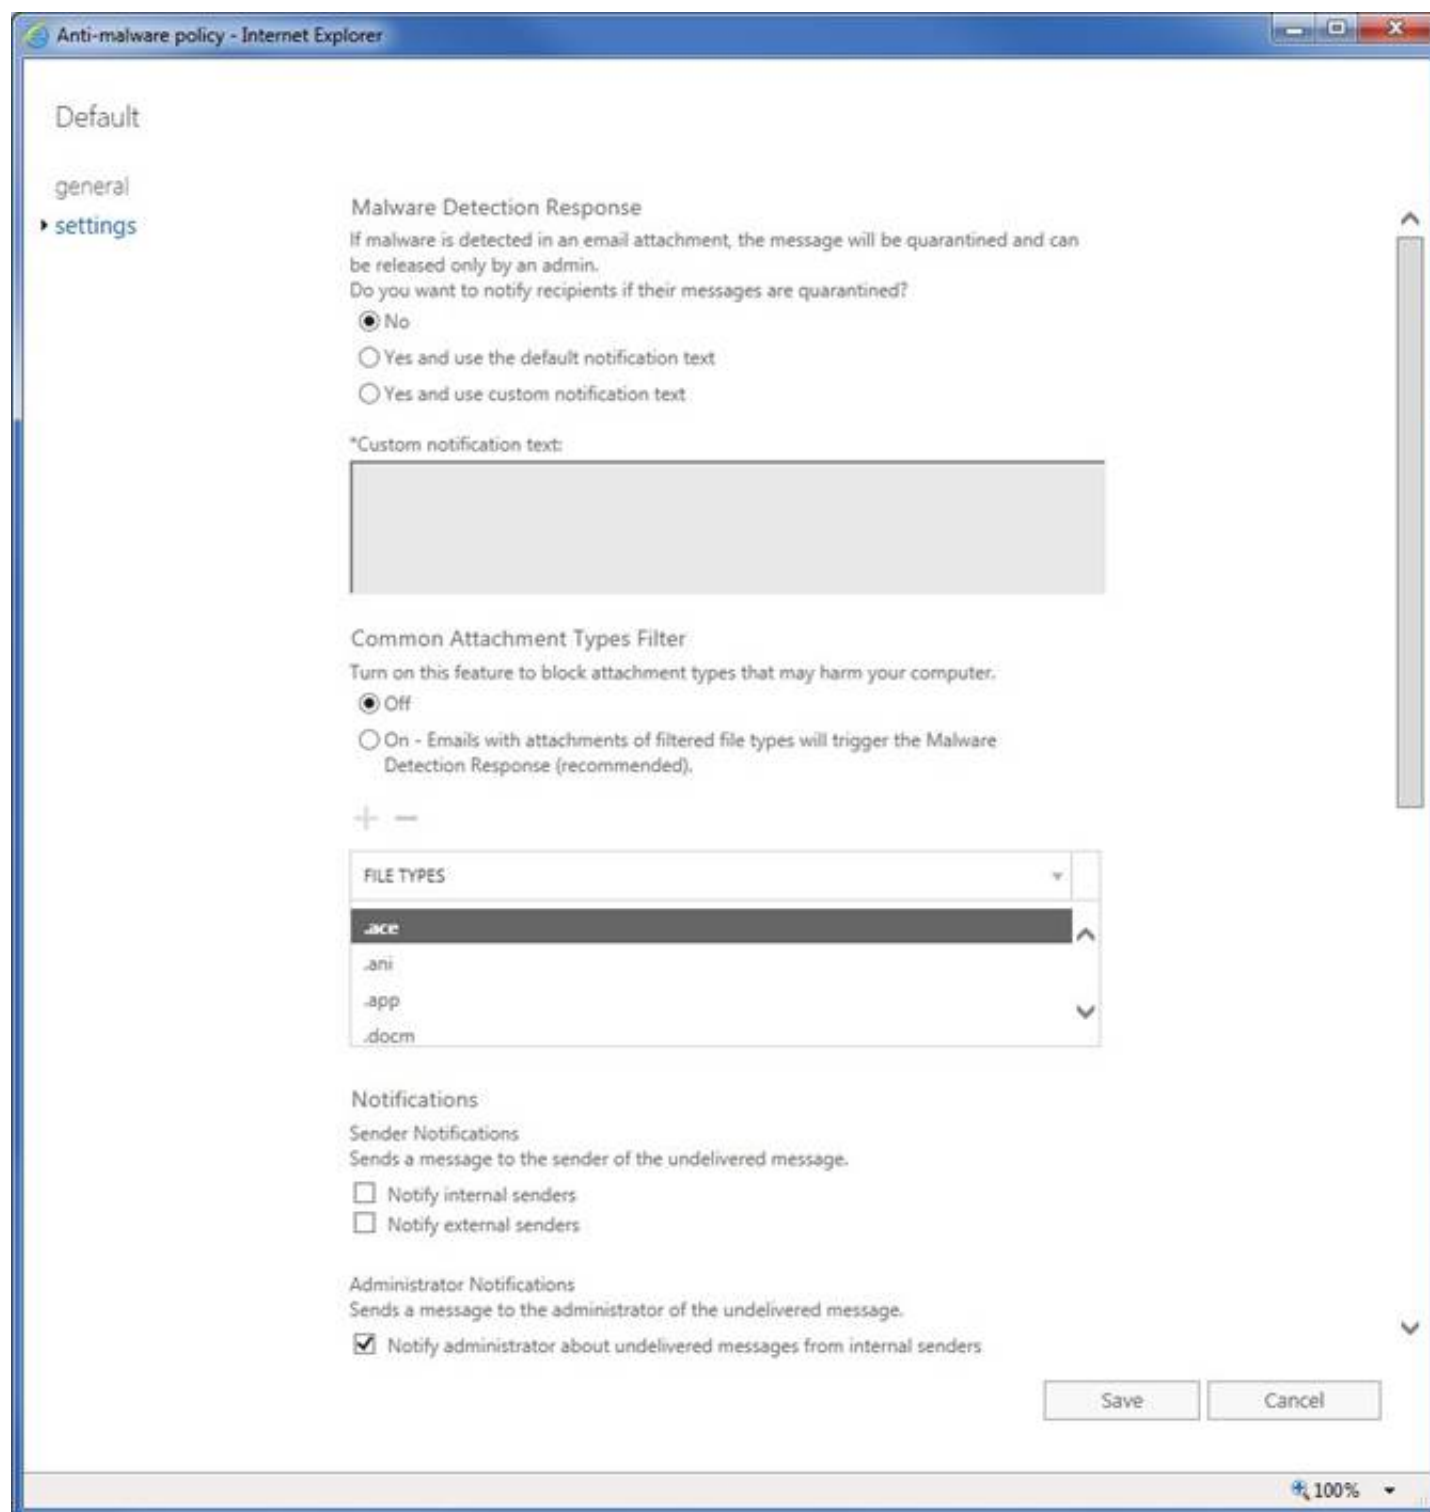 Anti-malware policy - Internet Explorer
Default
general
settings
Malware Detection Response
If malware is detected in an email attachment, the message will be quarantined and can
be released only by an admin.
Do you want to notify recipients if their messages are quarantined?
No
Yes and use the default notification text
Yes and use custom notification text
*Custom notification text:
Common Attachment Types Filter
Turn on this feature to block attachment types that may harm your computer.
Off
On - Emails with attachments of filtered file types will trigger the Malware
Detection Response (recommended).
FILE TYPES
.ace
.ani
.app
.docm
Notifications
Sender Notifications
Sends a message to the sender of the undelivered message.
Notify internal senders
Notify external senders
Administrator Notifications
Sends a message to the administrator of the undelivered message.
Notify administrator about undelivered messages from internal senders
Save
Cancel
100%